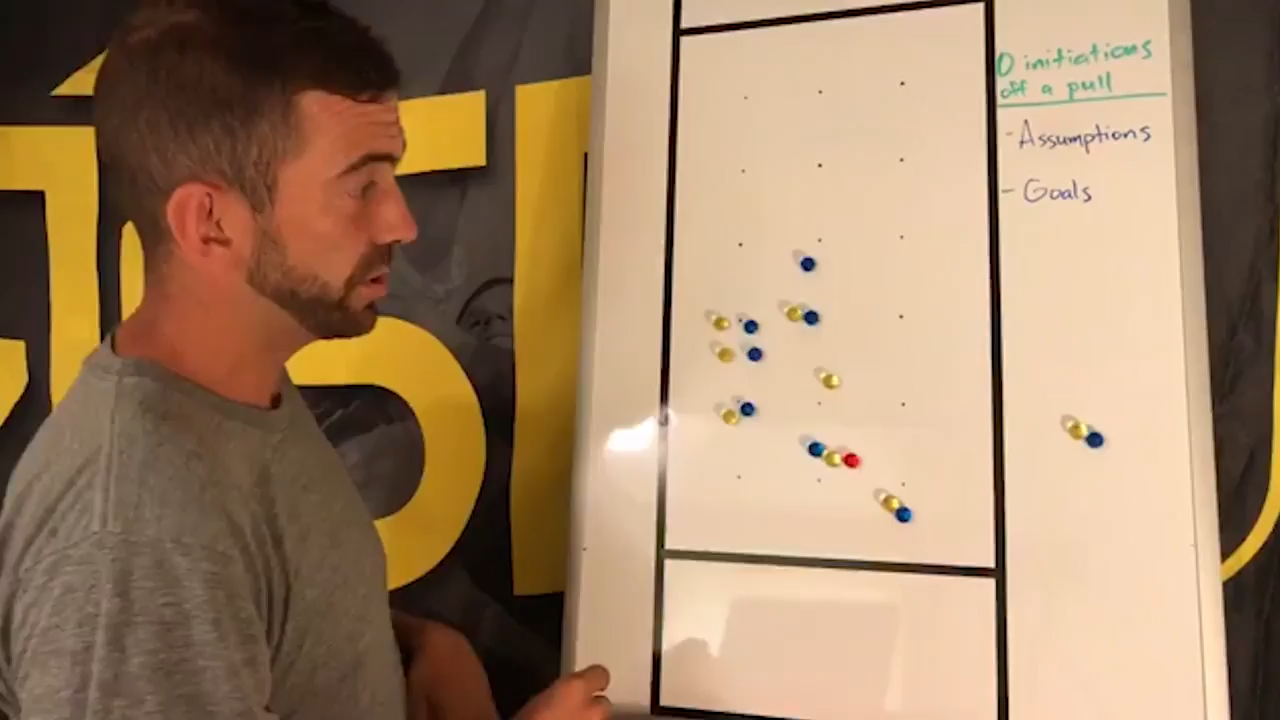 O initiations
off a pull
- Assumptions
- Goals